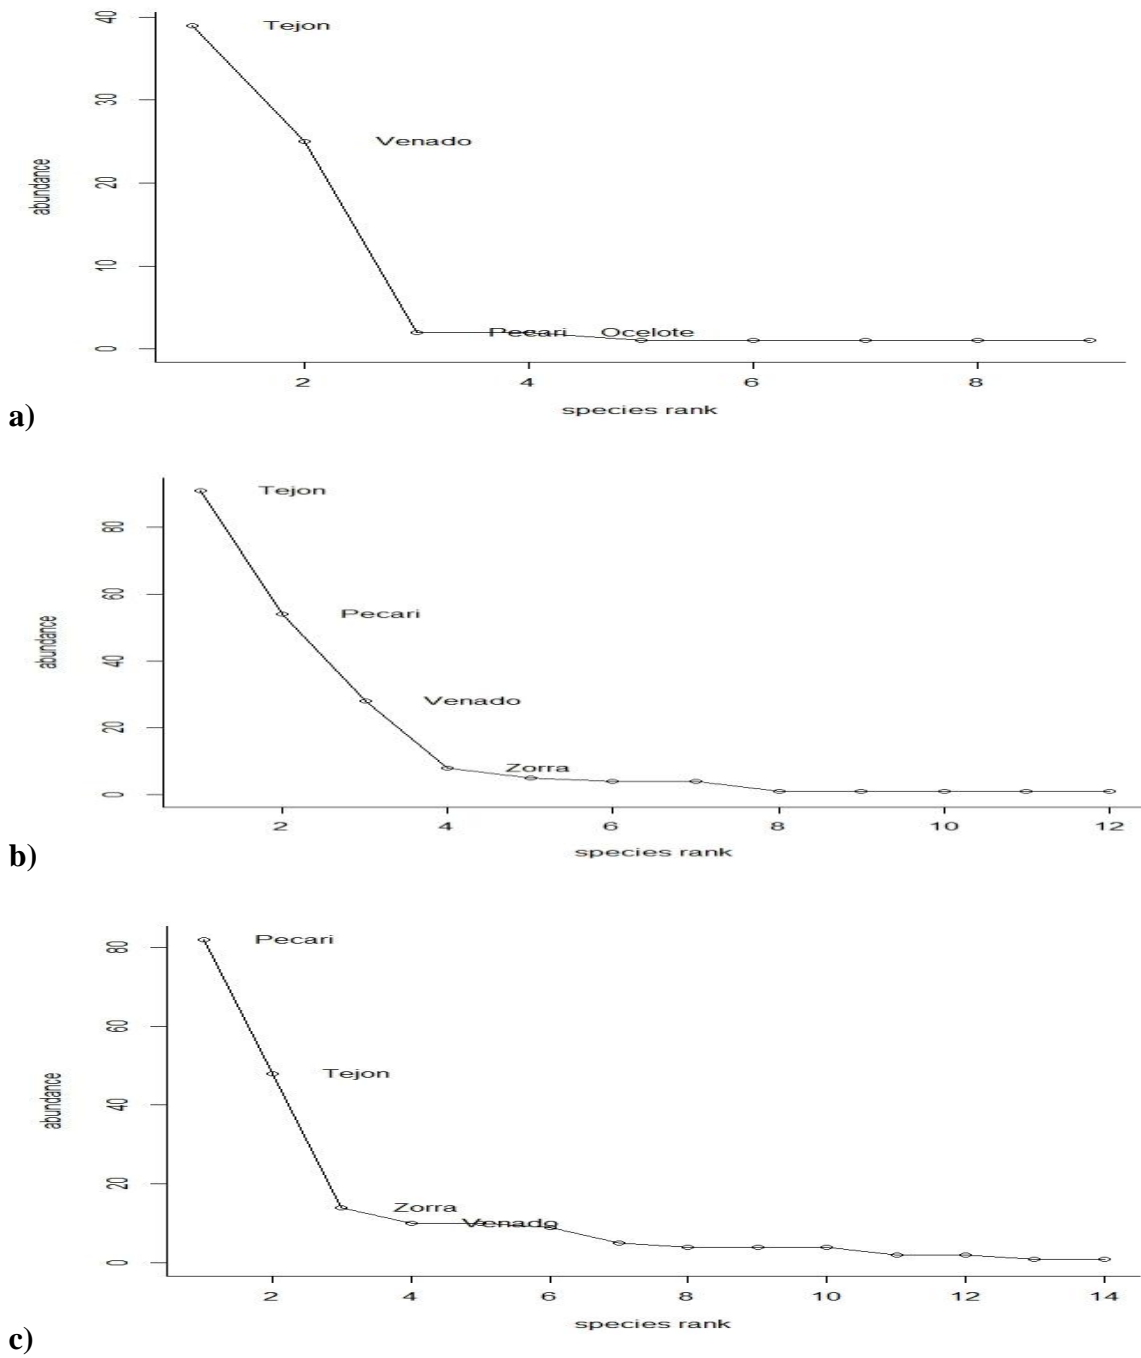 40
Tejon
30
Venado
abundance
20
10
Pecari Ocelote
0
2 4 6 8
species rank
a)
Tejon
80
60
Pecari
abundance
40
Venado
20
Zorra
0
2 4 6 8 10 12
species rank
b)
80
Pecari
60
Tejon
abundance
40
20
Zorra
Venado
0
2 4 6 8 10 12 14
species rank
c)